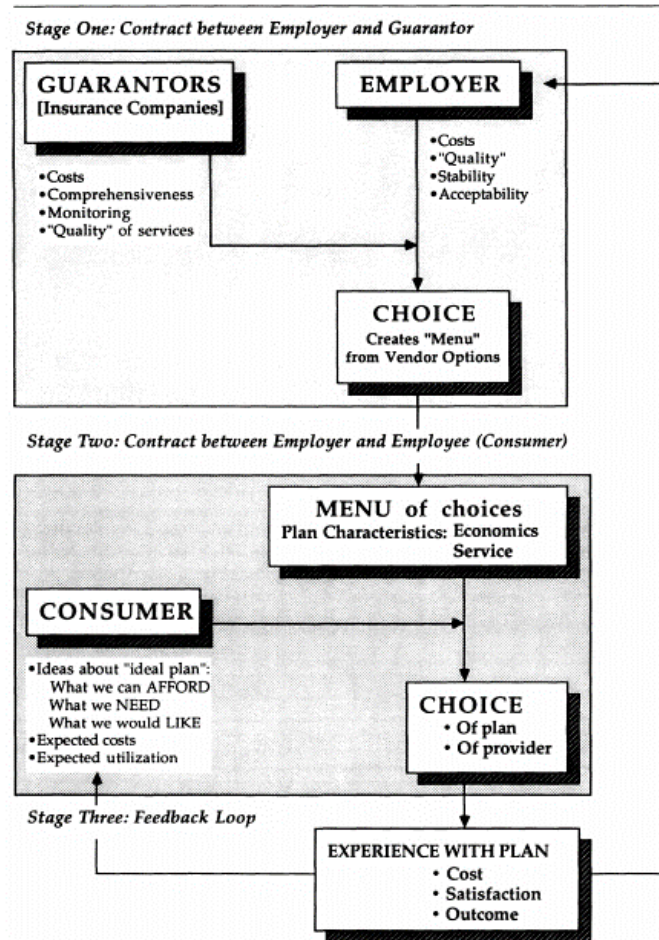 Stage One: Contract between Employer and Guarantor
GUARANTORS
[Insurance Companies]
•Costs
•Comprehensiveness
•Monitoring
•"Quality" of services
EMPLOYER
•Costs
•"Quality"
•Stability
•Acceptability
CHOICE
Creates "Menu"
from Vendor Options
Stage Two: Contract between Employer and Employee (Consumer)
MENU of choices
Plan Characteristics: Economics
Service
CONSUMER
•Ideas about "ideal plan":
What we can AFFORD
What we NEED
What we would LIKE
•Expected costs
•Expected utilization
CHOICE
• Of plan
• Of provider
Stage Three: Feedback Loop
EXPERIENCE WITH PLAN
• Cost
• Satisfaction
• Outcome